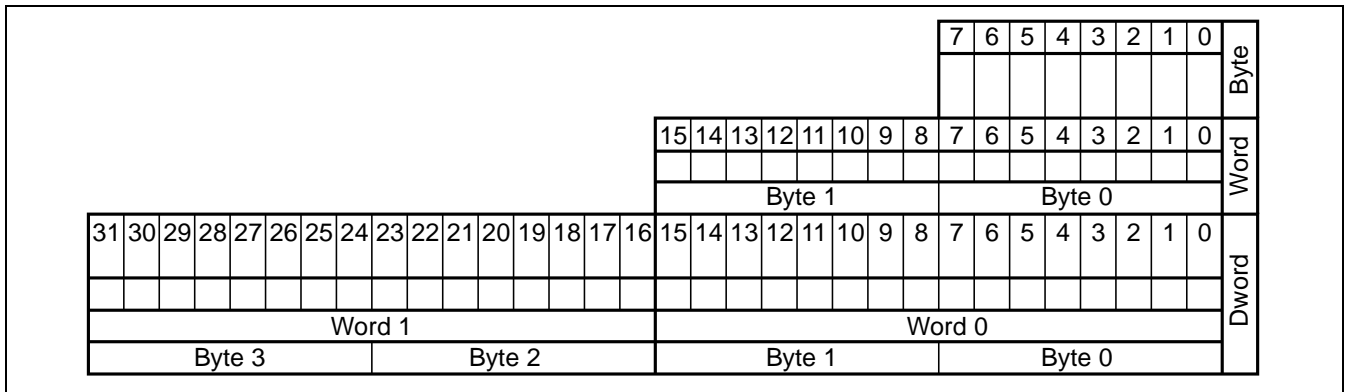 7 6 5 4 3 2 1 0
Byte
15 14 13 12 11 10 9 8 7 6 5 4 3 2 1 0
Word
Byte 1 Byte 0
31 30 29 28 27 26 25 24 23 22 21 20 19 18 17 16 15 14 13 12 11 10 9 8 7 6 5 4 3 2 1 0
Dword
Word 1 Word 0
Byte 3 Byte 2 Byte 1 Byte 0